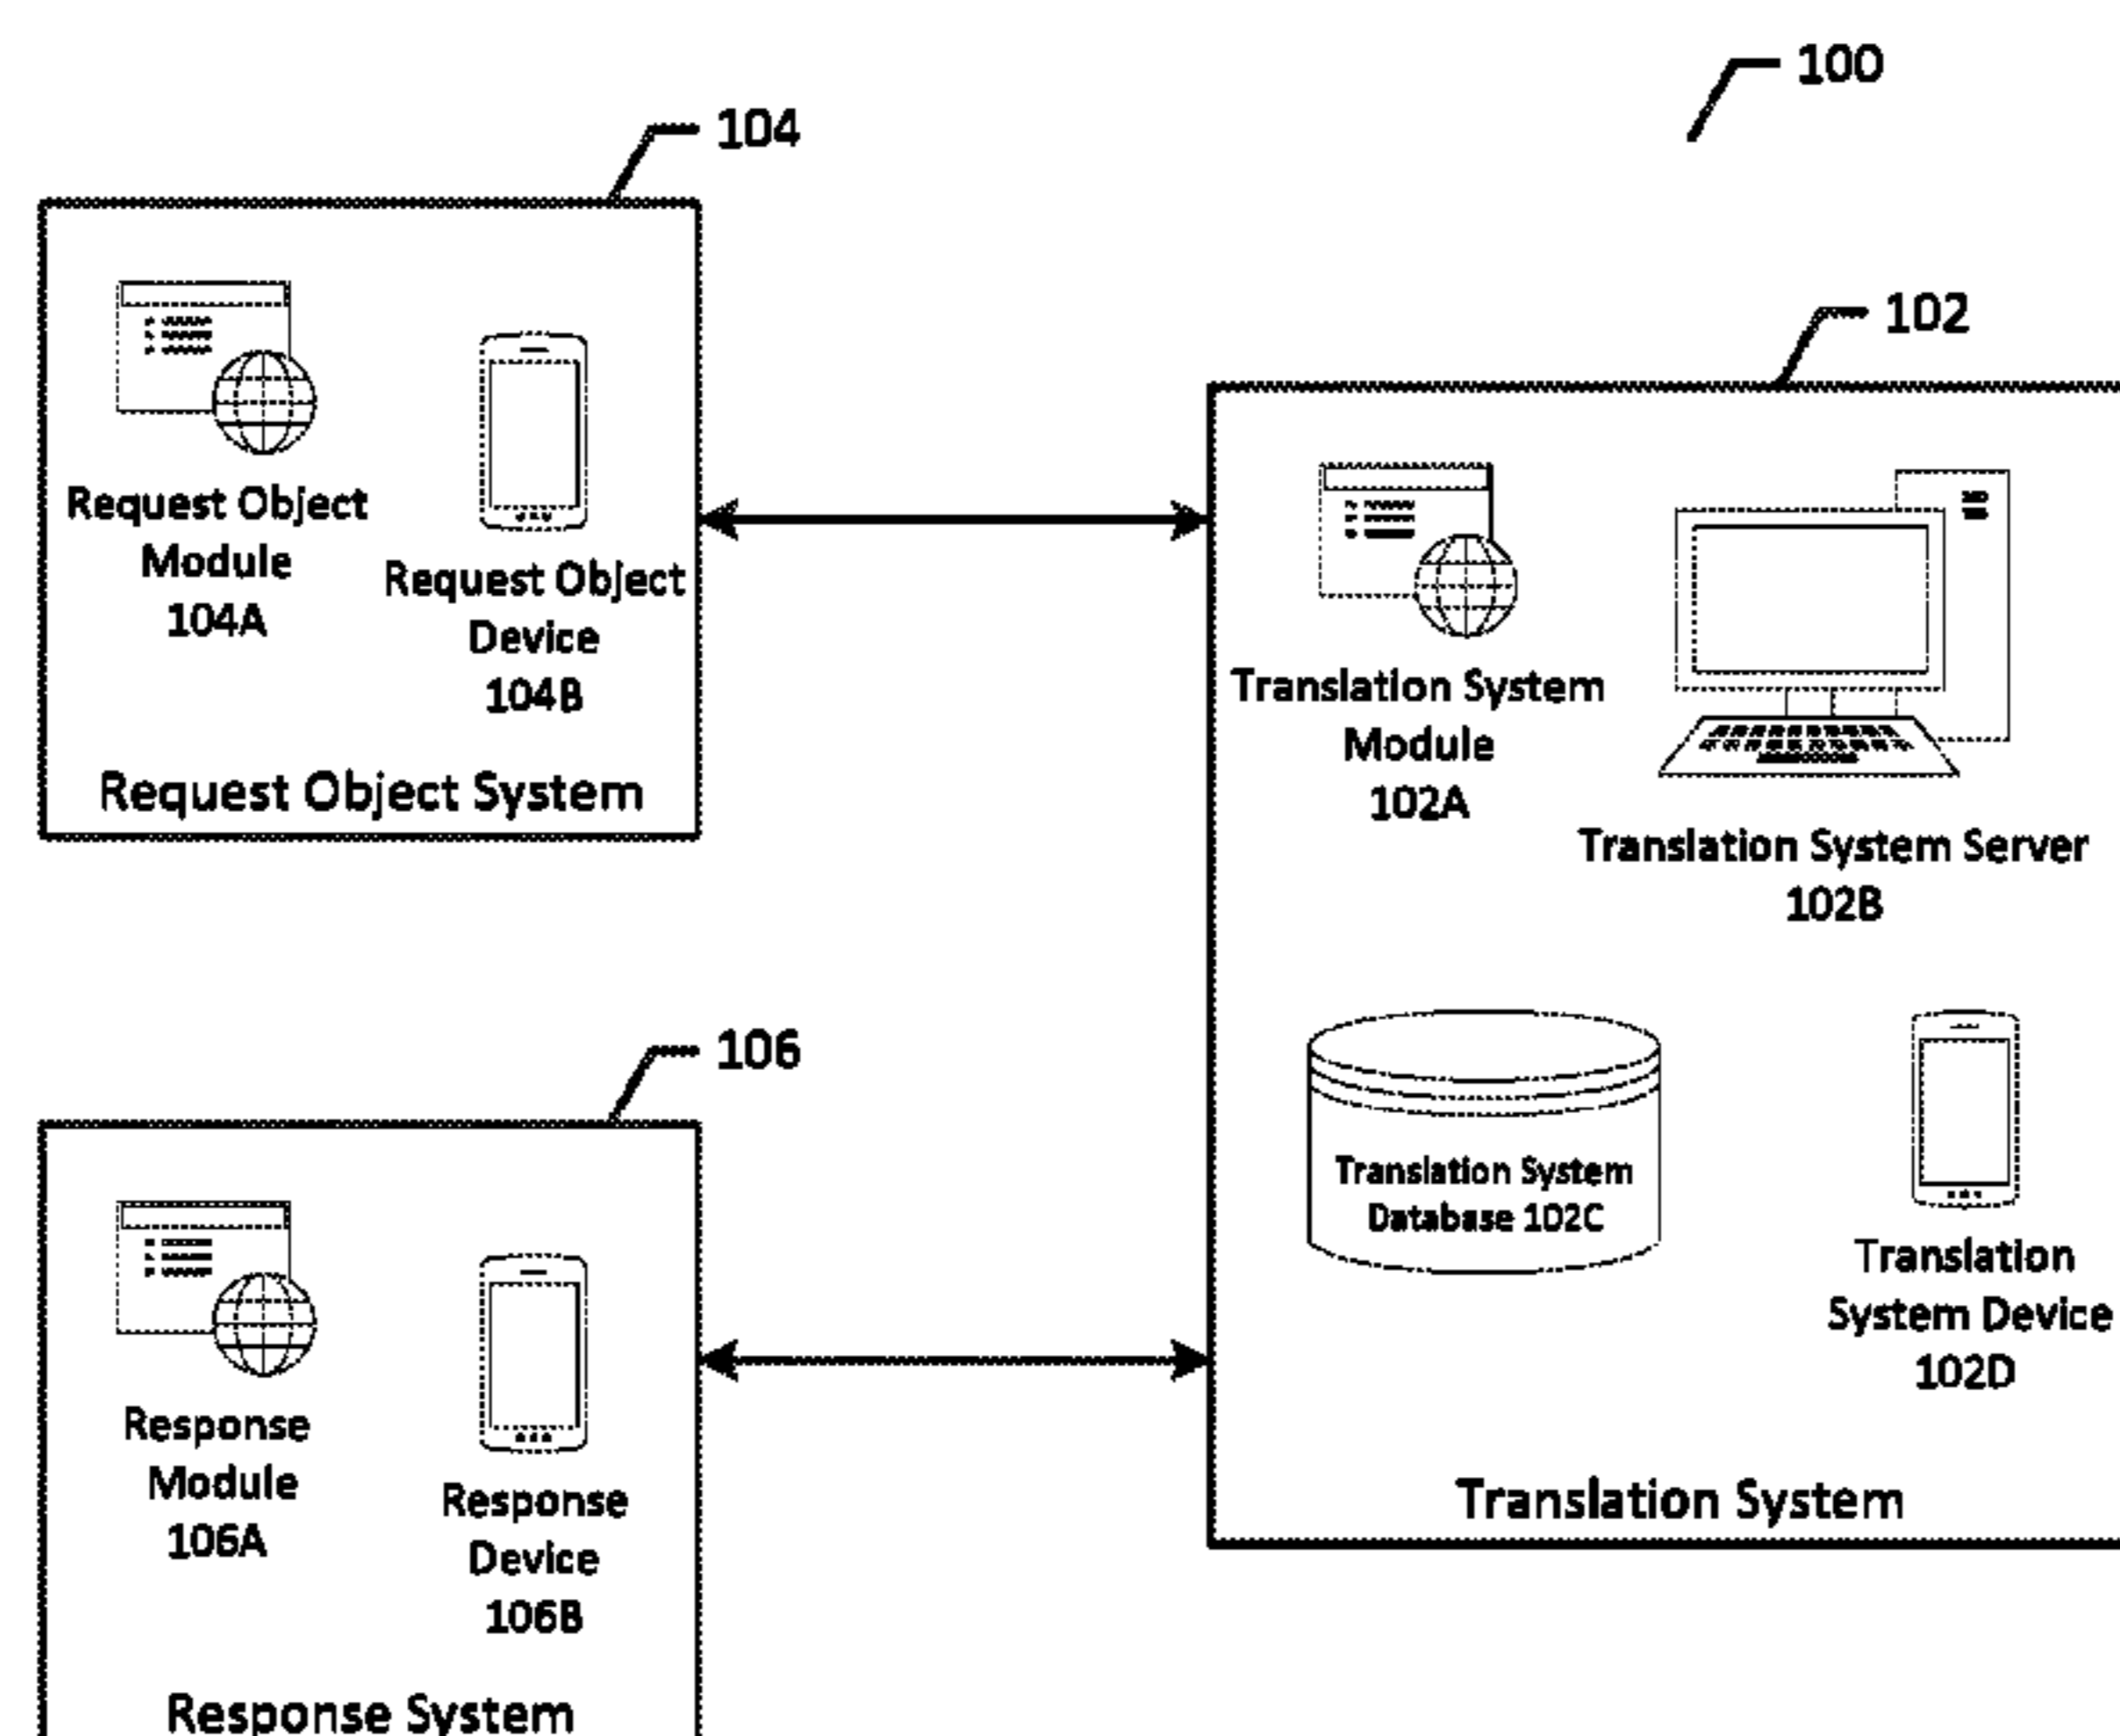 100
104
Request Object
Module
104A
Request Object
Device
104B
Request Object System
102
Translation System
Module
102A
Translation System Server
102B
Translation System
Database 102C
Translation
System Device
102D
Translation System
106
Response
Module
106A
Response
Device
106B
Response System